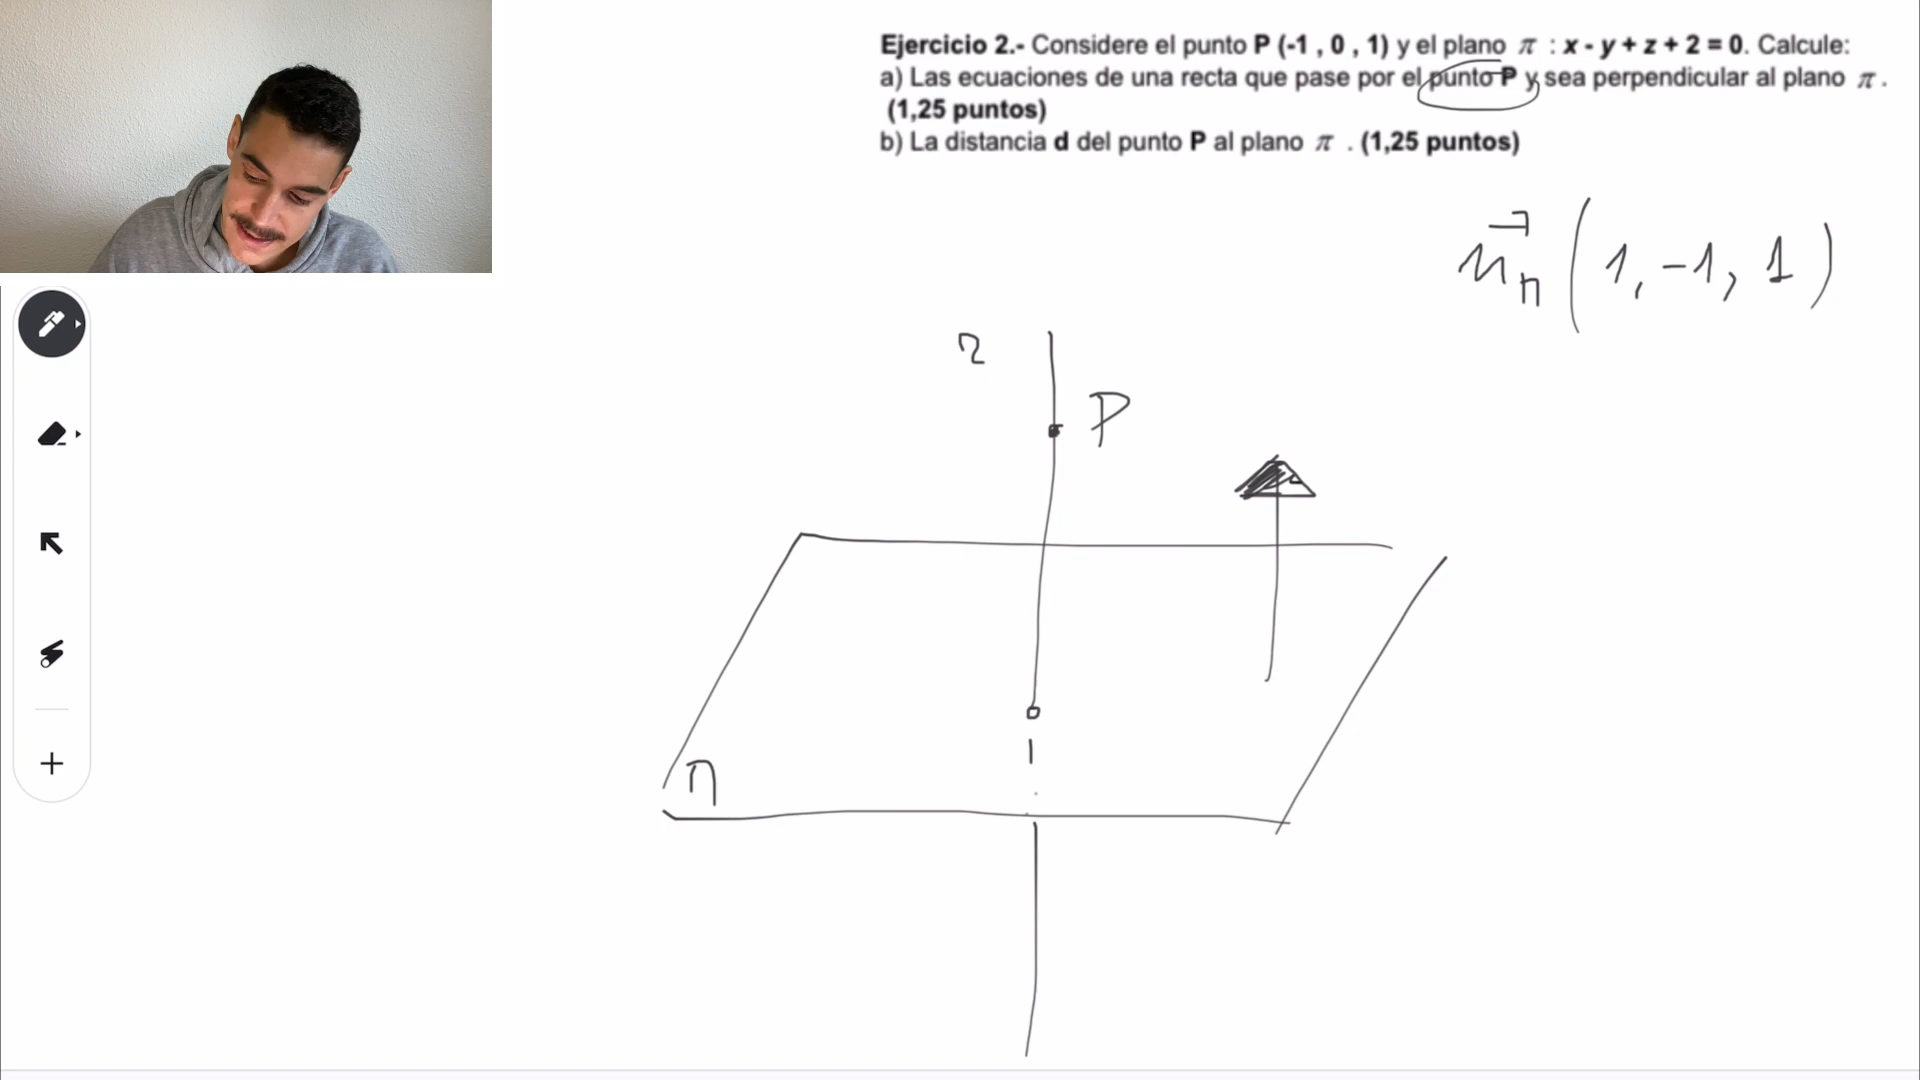 Ejercicio 2.- Considere el punto P (-1 , 0 , 1) y el plano π : x - y + z + 2 = 0. Calcule:
a) Las ecuaciones de una recta que pase por el punto P y sea perpendicular al plano π .
(1,25 puntos)
b) La distancia d del punto P al plano π . (1,25 puntos)
n⃗π (1, -1, 1)
r
P
π